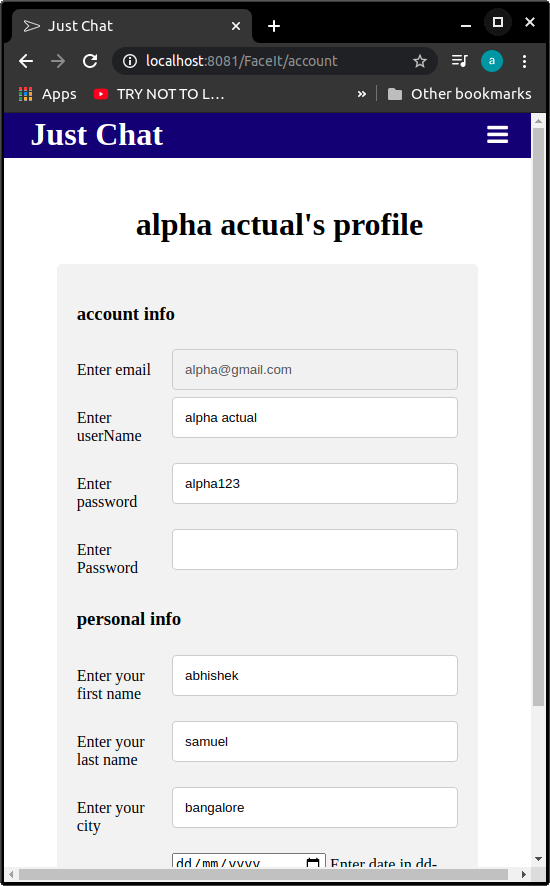 Just Chat
localhost:8081/FaceIt/account
a
Apps
TRY NOT TO L...
»
Other bookmarks
Just Chat
alpha actual's profile
account info
Enter email
alpha@gmail.com
Enter
userName
alpha actual
Enter
password
alpha123
Enter
Password
personal info
Enter your
first name
abhishek
Enter your
last name
samuel
Enter your
city
bangalore
dd/mm/yyyy Enter date in dd-